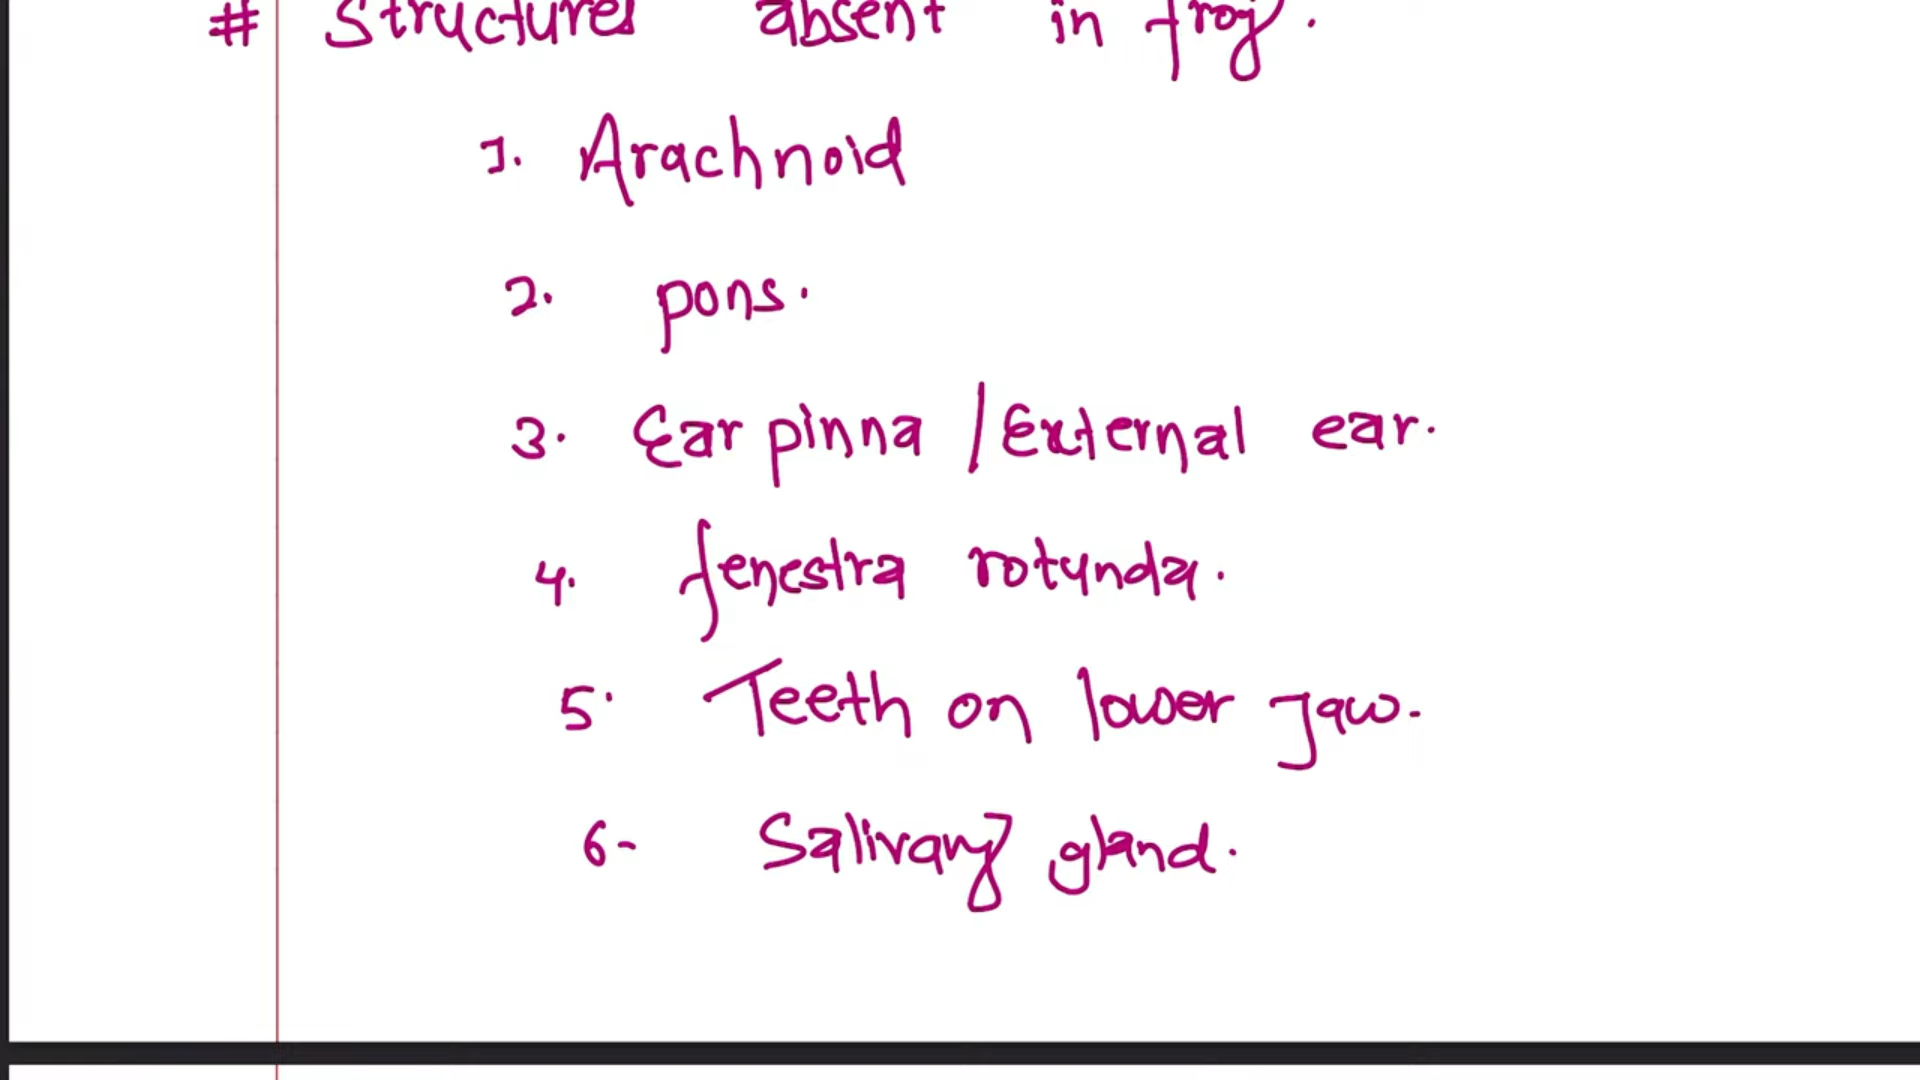 # Structures absent in frog.
1. Arachnoid
2. pons.
3. Ear pinna / External ear.
4. fenestra rotunda.
5. Teeth on lower Jaw.
6- Salivary gland.